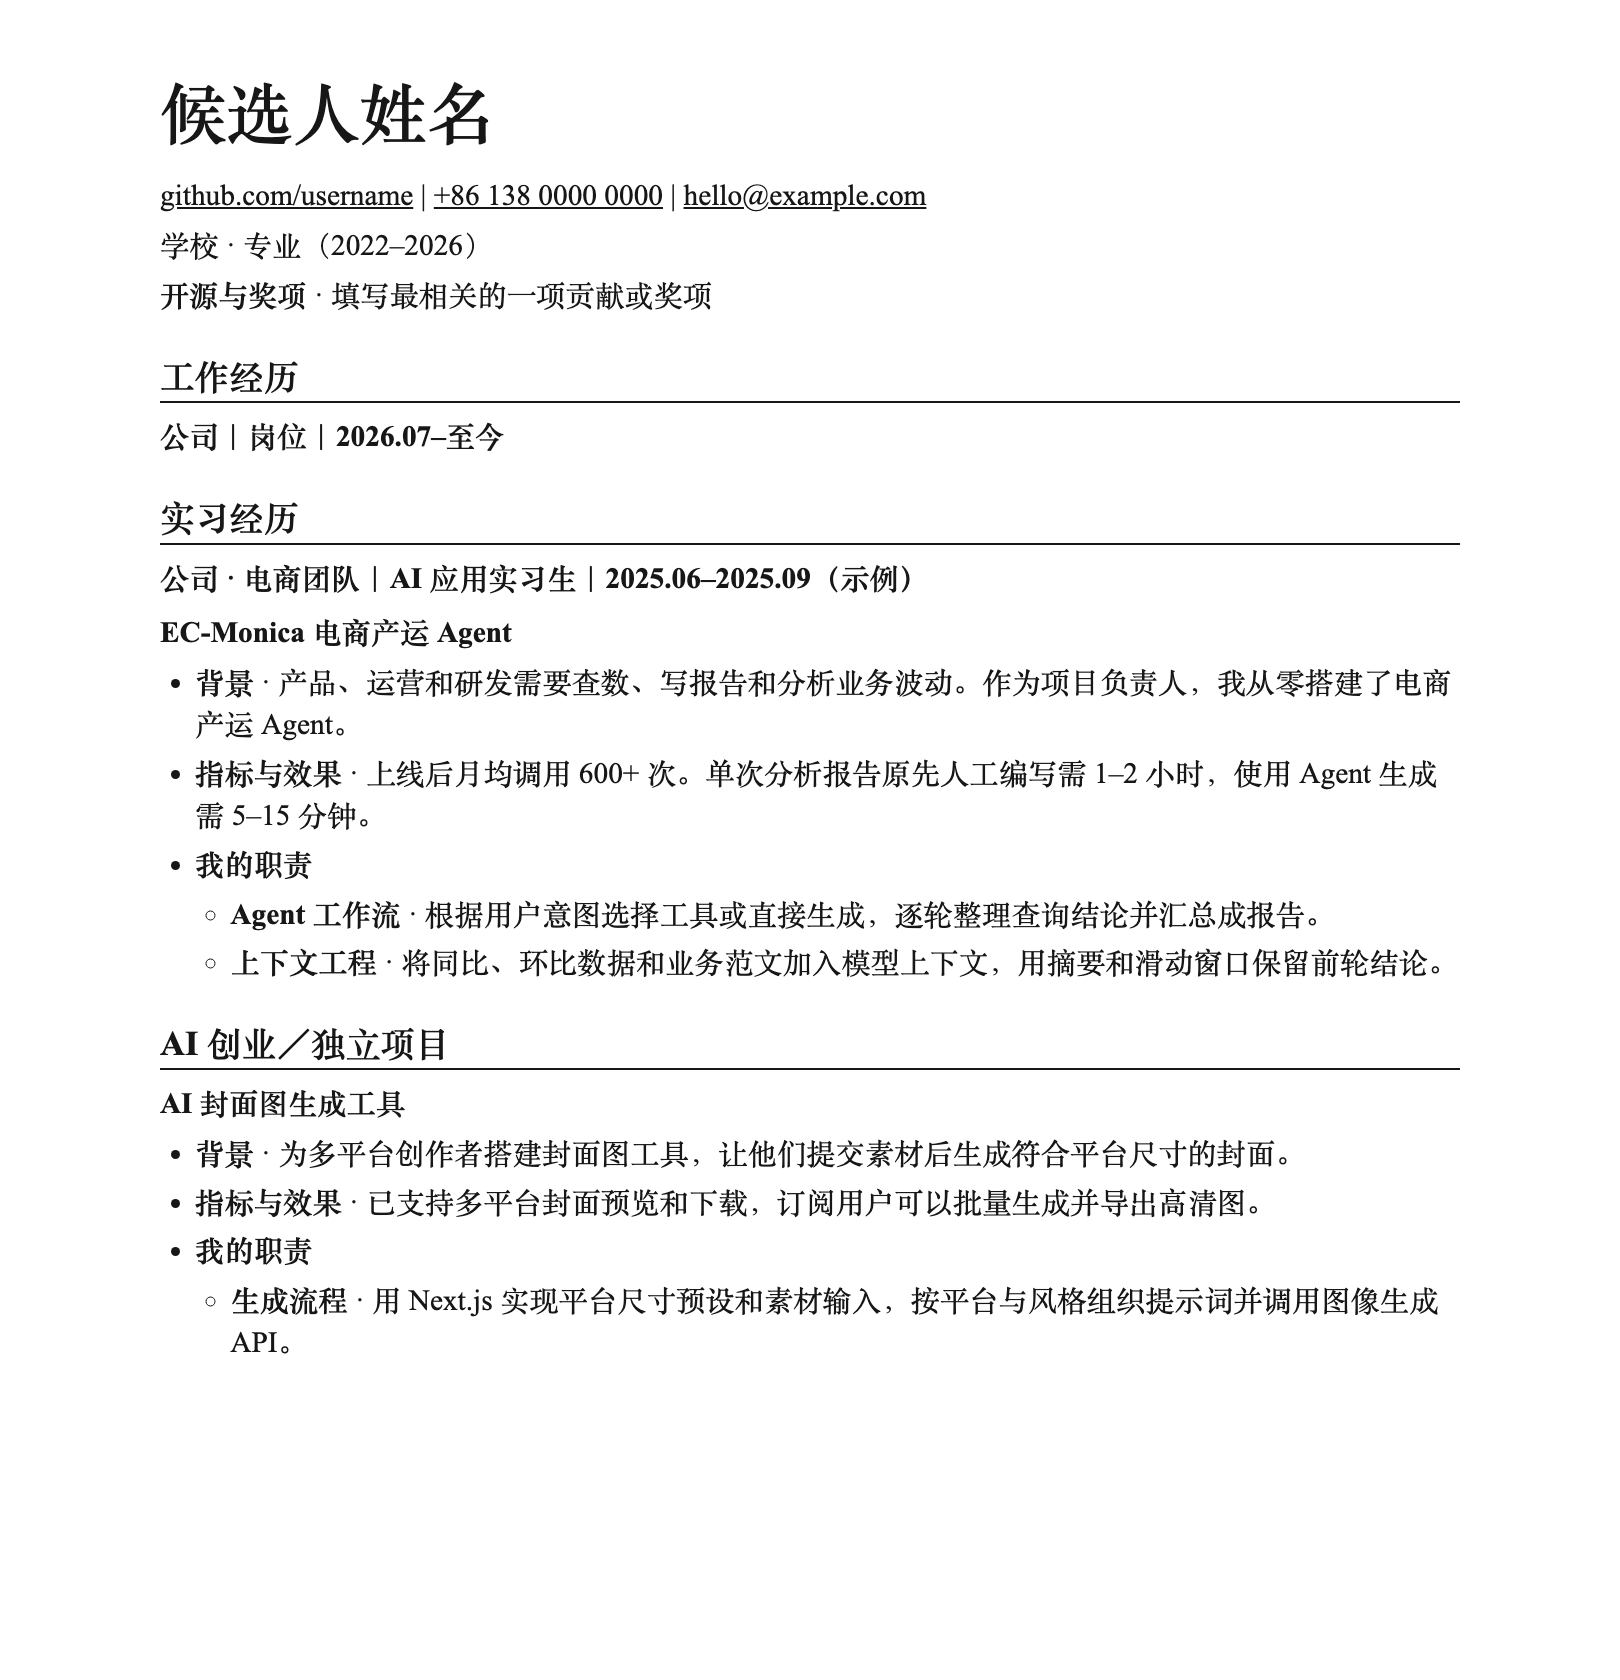 候选人姓名
github.com/username | +86 138 0000 0000 | hello@example.com
学校 · 专业（2022–2026）
开源与奖项 · 填写最相关的一项贡献或奖项
工作经历
公司｜岗位｜2026.07–至今
实习经历
公司 · 电商团队｜AI 应用实习生｜2025.06–2025.09（示例）
EC-Monica 电商产运 Agent
• 背景 · 产品、运营和研发需要查数、写报告和分析业务波动。作为项目负责人，我从零搭建了电商
产运 Agent。
• 指标与效果 · 上线后月均调用 600+ 次。单次分析报告原先人工编写需 1–2 小时，使用 Agent 生成
需 5–15 分钟。
• 我的职责
◦ Agent 工作流 · 根据用户意图选择工具或直接生成，逐轮整理查询结论并汇总成报告。
◦ 上下文工程 · 将同比、环比数据和业务范文加入模型上下文，用摘要和滑动窗口保留前轮结论。
AI 创业／独立项目
AI 封面图生成工具
• 背景 · 为多平台创作者搭建封面图工具，让他们提交素材后生成符合平台尺寸的封面。
• 指标与效果 · 已支持多平台封面预览和下载，订阅用户可以批量生成并导出高清图。
• 我的职责
◦ 生成流程 · 用 Next.js 实现平台尺寸预设和素材输入，按平台与风格组织提示词并调用图像生成
API。